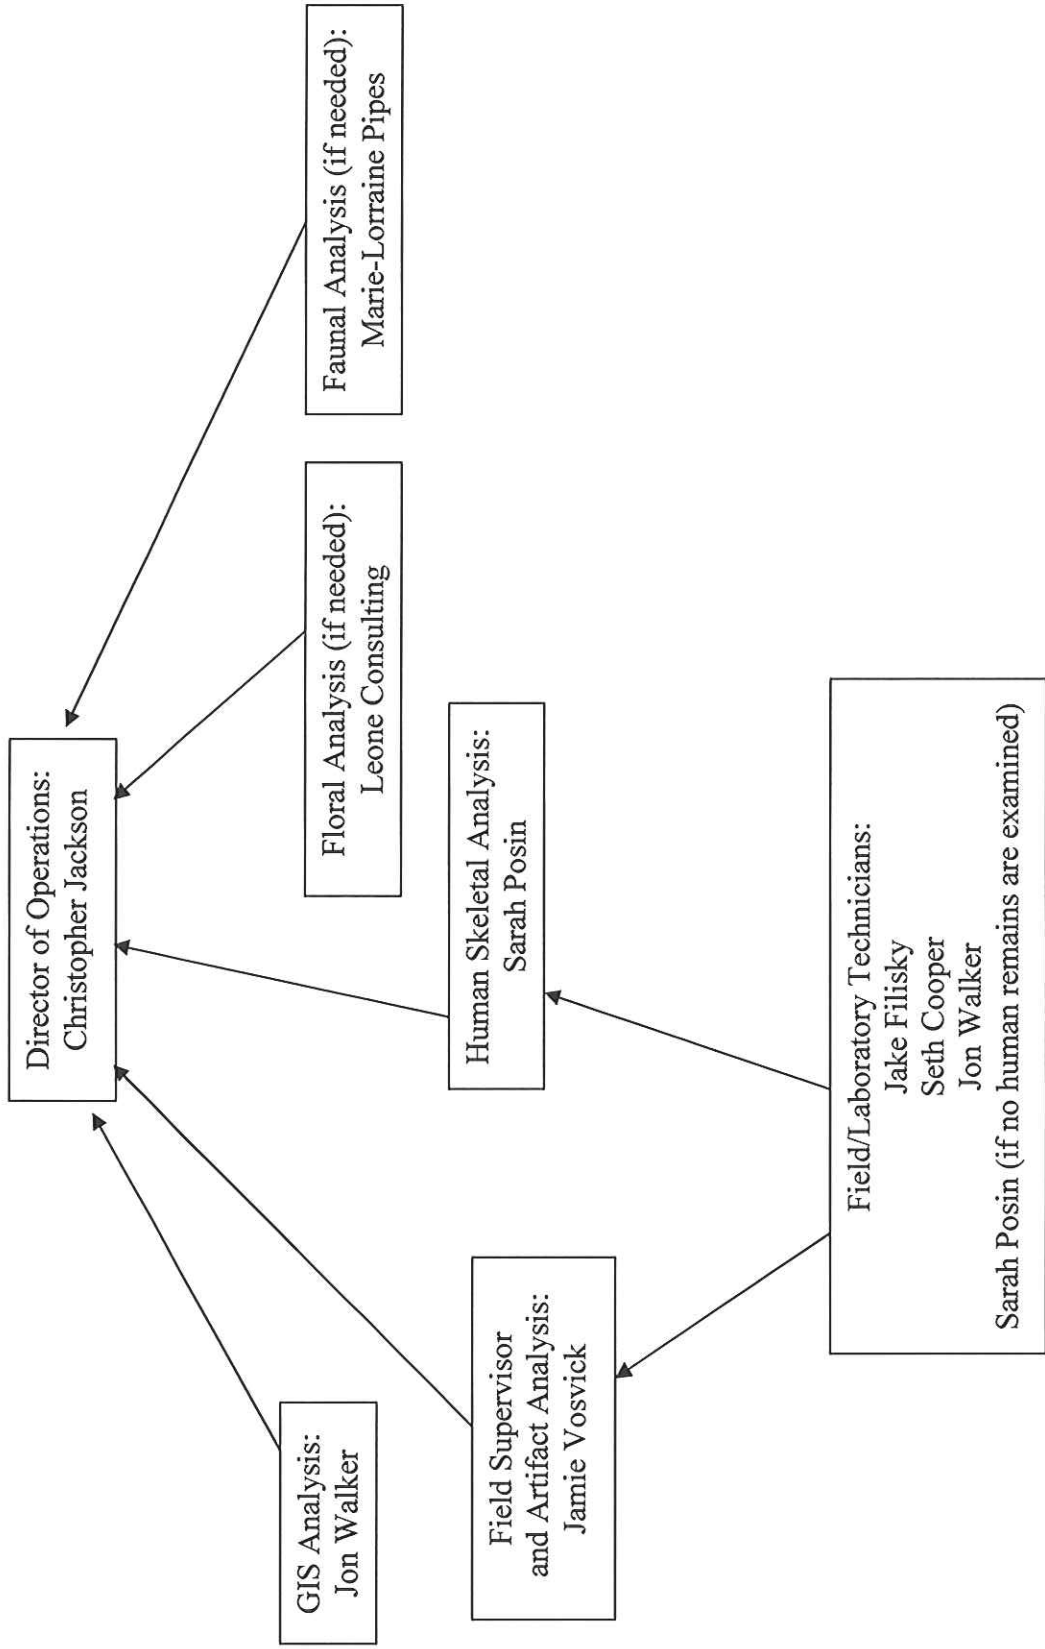 Director of Operations:
Christopher Jackson
GIS Analysis:
Jon Walker
Floral Analysis (if needed):
Leone Consulting
Faunal Analysis (if needed):
Marie-Lorraine Pipes
Field Supervisor
and Artifact Analysis:
Jamie Vosvick
Human Skeletal Analysis:
Sarah Posin
Field/Laboratory Technicians:
Jake Filisky
Seth Cooper
Jon Walker
Sarah Posin (if no human remains are examined)